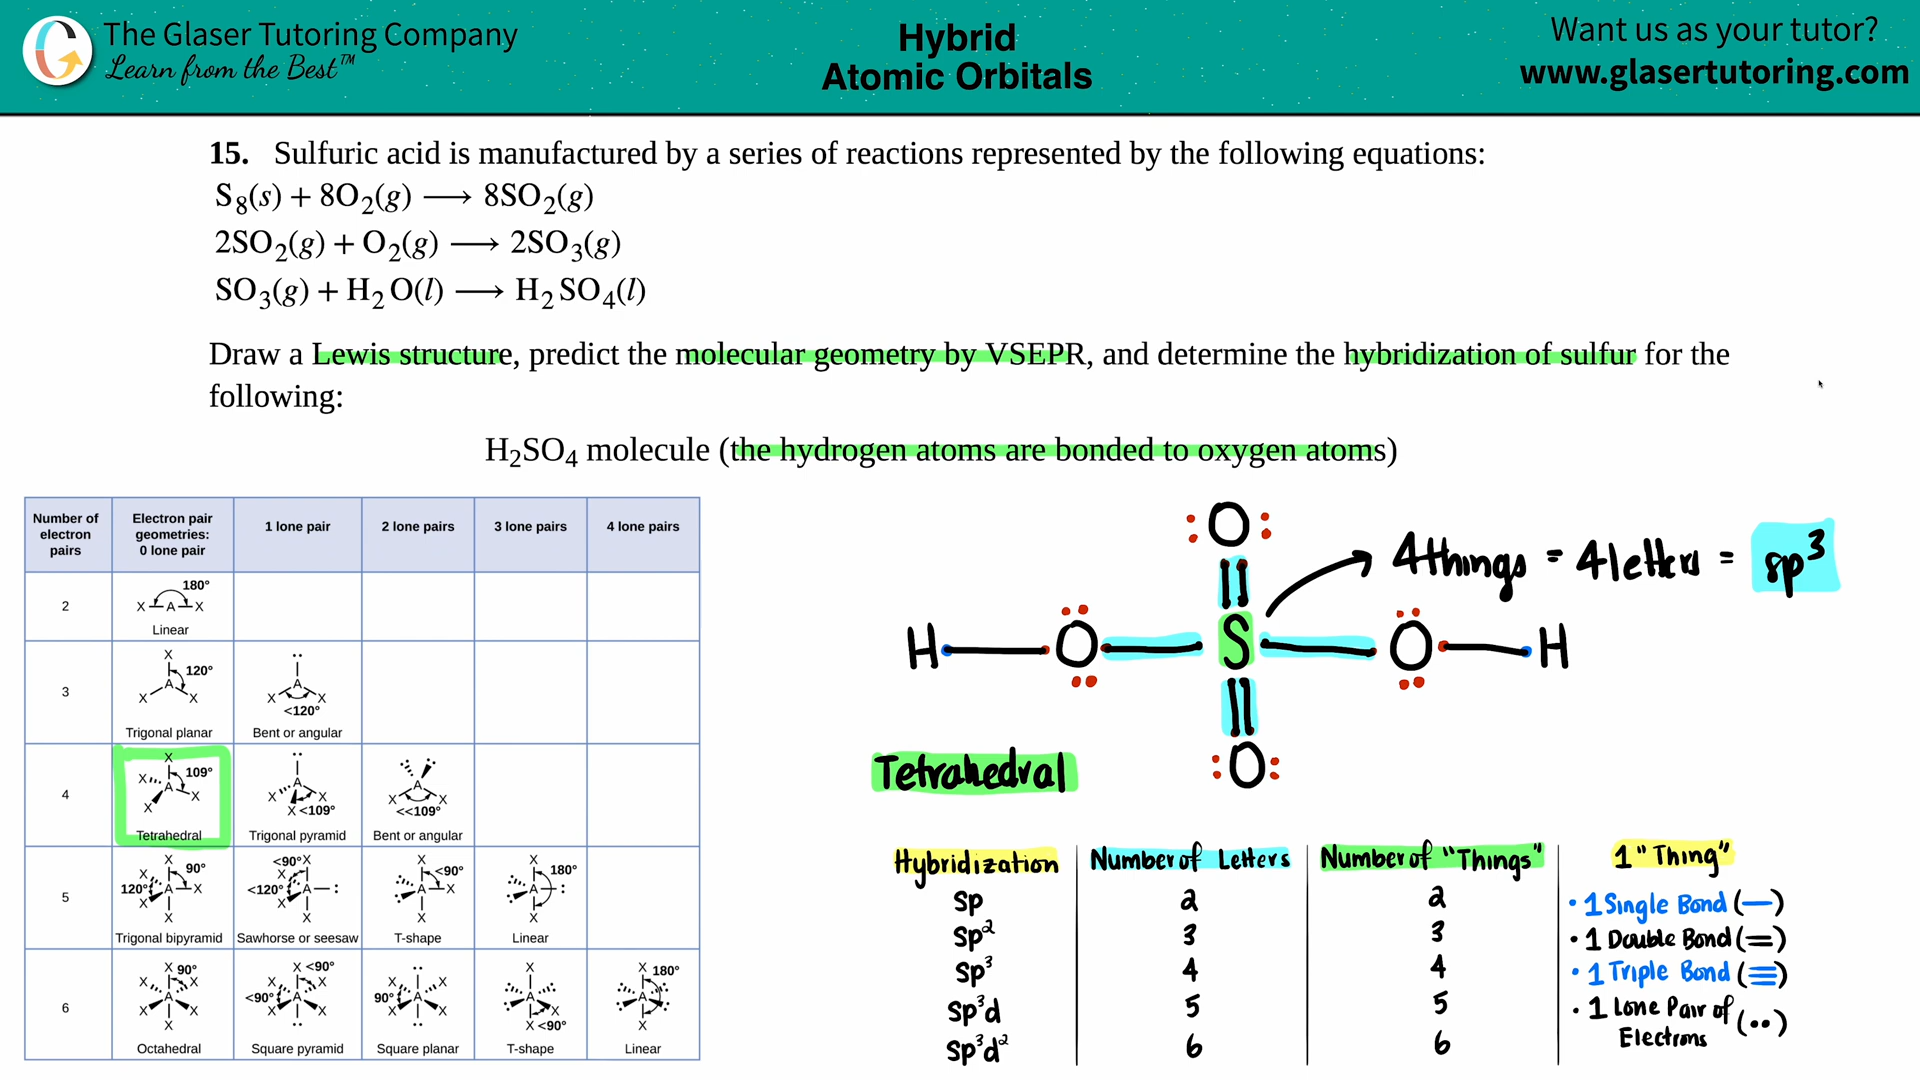 The Glaser Tutoring Company
Learn from the Best™
Hybrid
Atomic Orbitals
Want us as your tutor?
www.glasertutoring.com
15. Sulfuric acid is manufactured by a series of reactions represented by the following equations:
S₈(s) + 8O₂(g) ⟶ 8SO₂(g)
2SO₂(g) + O₂(g) ⟶ 2SO₃(g)
SO₃(g) + H₂O(l) ⟶ H₂SO₄(l)
Draw a Lewis structure, predict the molecular geometry by VSEPR, and determine the hybridization of sulfur for the
following:
H₂SO₄ molecule (the hydrogen atoms are bonded to oxygen atoms)
Number of electron pairs | Electron pair geometries: 0 lone pair | 1 lone pair | 2 lone pairs | 3 lone pairs | 4 lone pairs
2 | 180° X—A—X Linear
3 | X 120° A X X Trigonal planar | A X X <120° Bent or angular
4 | X 109° X A X X Tetrahedral | A X X X <109° Trigonal pyramid | A X X <<109° Bent or angular
5 | X 90° X 120° A X X X Trigonal bipyramid | <90° X X <120° A X X Sawhorse or seesaw | X <90° A X X T-shape | X 180° A X Linear
6 | X 90° X X A X X X Octahedral | X <90° X X <90° A X X Square pyramid | X X 90° A X X Square planar | X A X X <90° T-shape | X 180° A X Linear
:O:
4 things = 4 letters = sp³
H—O—S—O—H
:O:
Tetrahedral
Hybridization | Number of Letters | Number of "Things" | 1 "Thing"
sp | 2 | 2 | • 1 Single Bond (—)
sp² | 3 | 3 | • 1 Double Bond (=)
sp³ | 4 | 4 | • 1 Triple Bond (≡)
sp³d | 5 | 5 | • 1 Lone Pair of Electrons (••)
sp³d² | 6 | 6